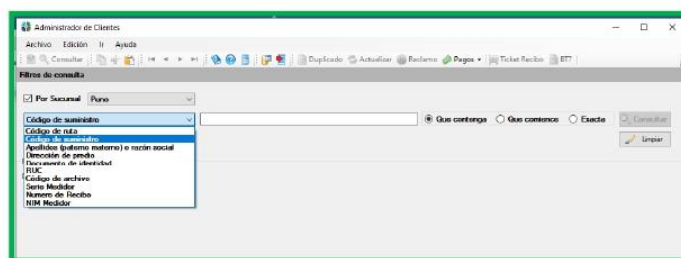 Administrador de Clientes
Archivo Edición Ir Ayuda
Consultar Duplicado Actualizar Reclamo Pagos Ticket Recibo BT7
Filtros de consulta
Por Sucursal Puno
Código de suministro Que contenga Que comience Exacta Consultar
Código de ruta
Código de suministro Limpiar
Apellidos (paterno materno) o razón social
Dirección de predio
Documento de identidad
RUC
Código de archivo
Serie Medidor
Numero de Recibo
NIM Medidor